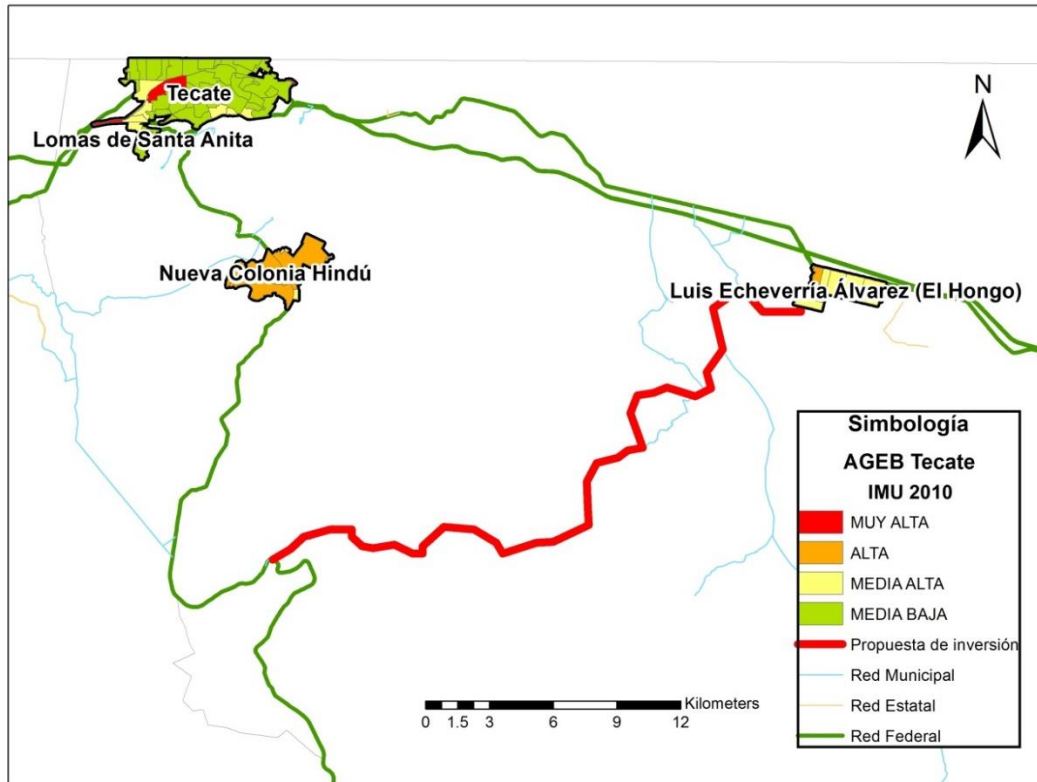 Tecate
N
Lomas de Santa Anita
Nueva Colonia Hindú
Luis Echeverría Álvarez (El Hongo)
Simbología
AGEB Tecate
IMU 2010
MUY ALTA
ALTA
MEDIA ALTA
MEDIA BAJA
Propuesta de inversión
Red Municipal
Red Estatal
Red Federal
Kilometers
0 1.5 3 6 9 12